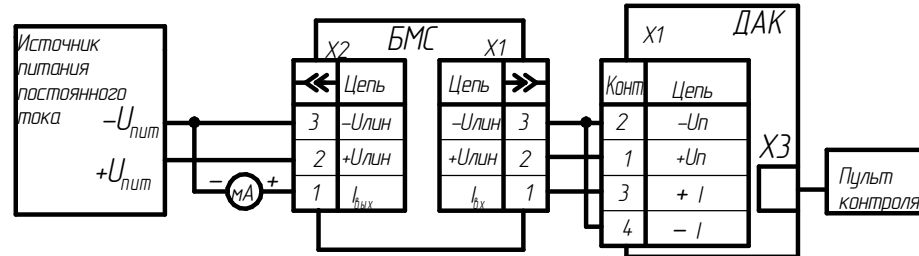 Источник
питания
постоянного
тока
–Uпит
+Uпит
– мА +
БМС
X2
Цепь
3 –Uлин
2 +Uлин
1 Iвых
X1
Цепь
–Uлин 3
+Uлин 2
Iвх 1
ДАК
X1
Конт Цепь
2 –Uп
1 +Uп
3 + I
4 – I
X3
Пульт
контроля